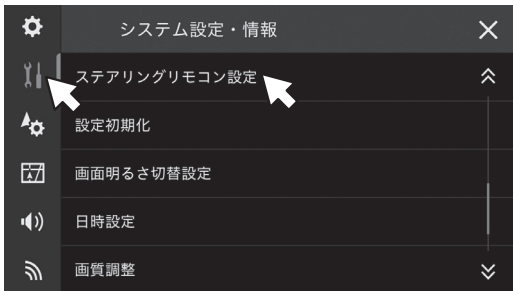 システム設定・情報
ステアリングリモコン設定
設定初期化
画面明るさ切替設定
日時設定
画質調整